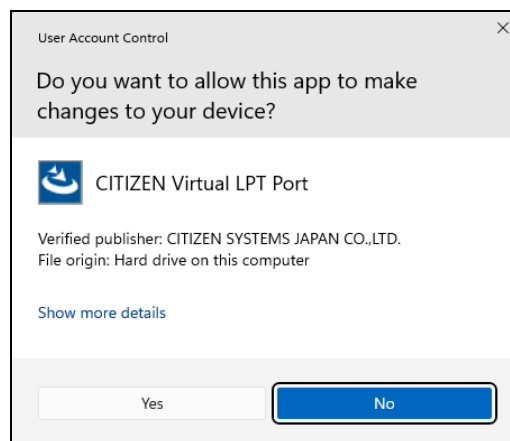 User Account Control
Do you want to allow this app to make
changes to your device?
CITIZEN Virtual LPT Port
Verified publisher: CITIZEN SYSTEMS JAPAN CO.,LTD.
File origin: Hard drive on this computer
Show more details
Yes
No